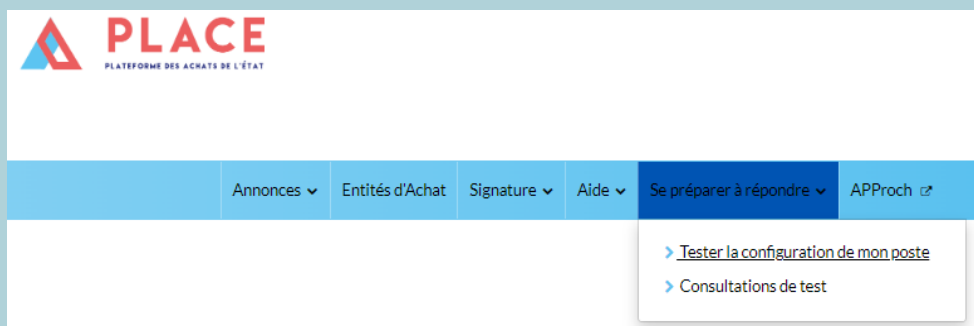 PLACE
PLATEFORME DES ACHATS DE L'ÉTAT
Annonces Entités d'Achat Signature Aide Se préparer à répondre APProch
Tester la configuration de mon poste
Consultations de test